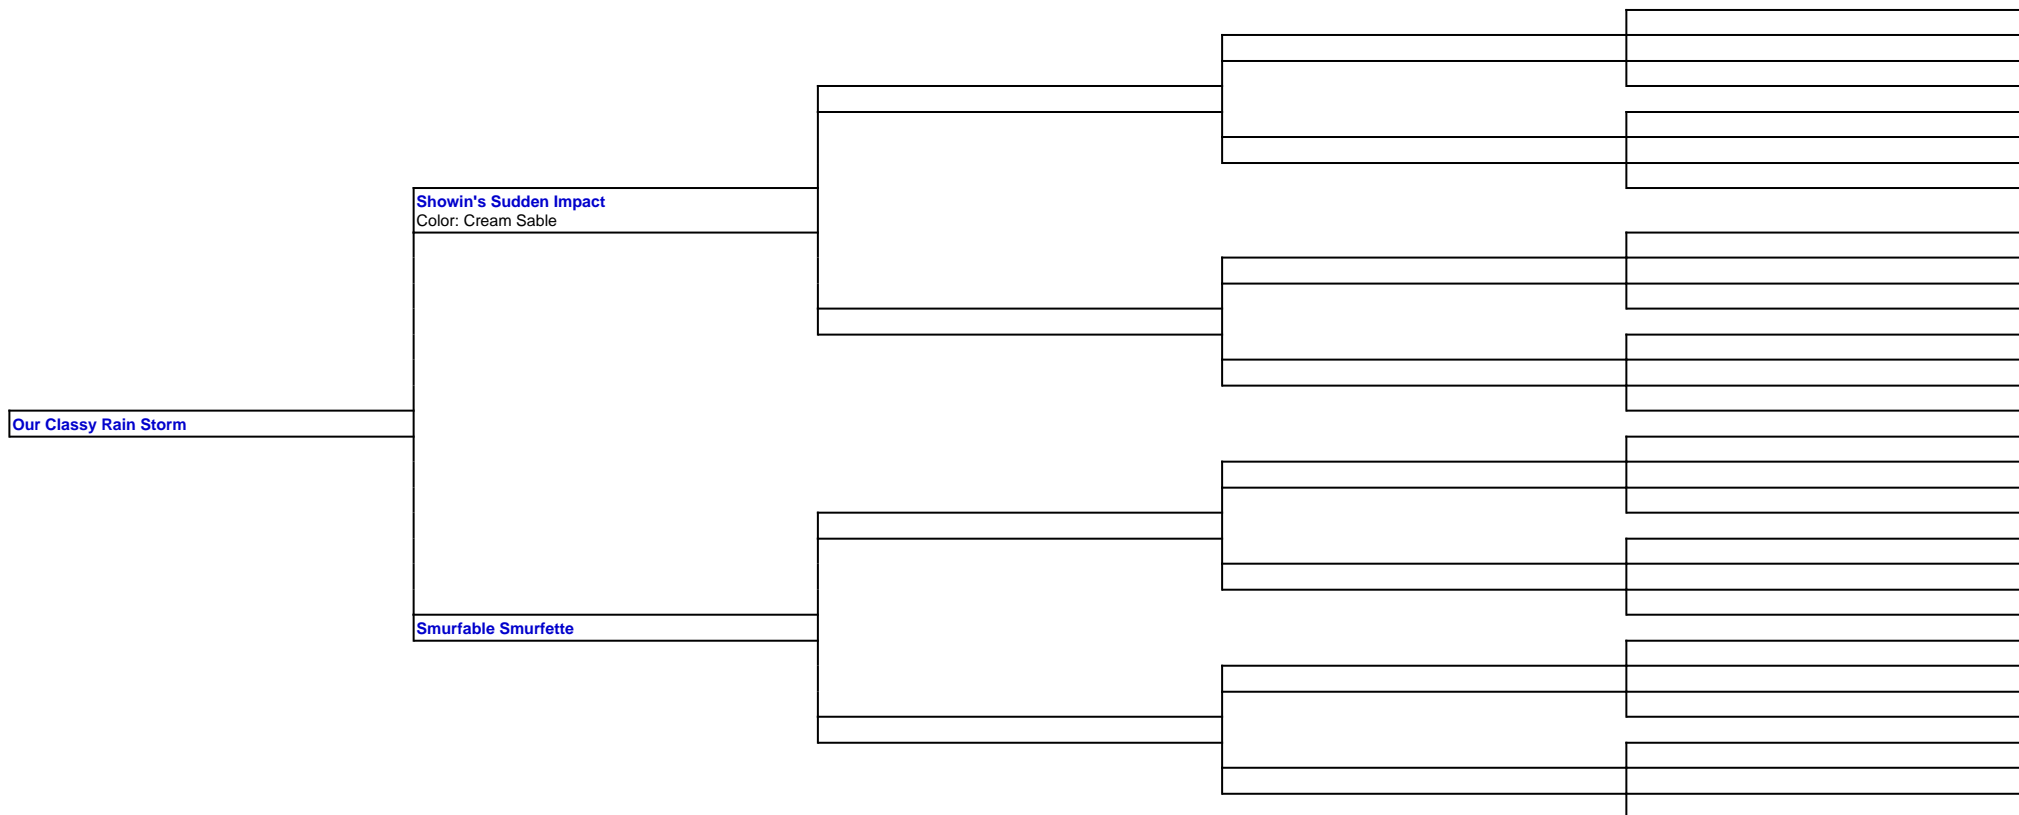 Showin's Sudden Impact
Color: Cream Sable
Our Classy Rain Storm
Smurfable Smurfette